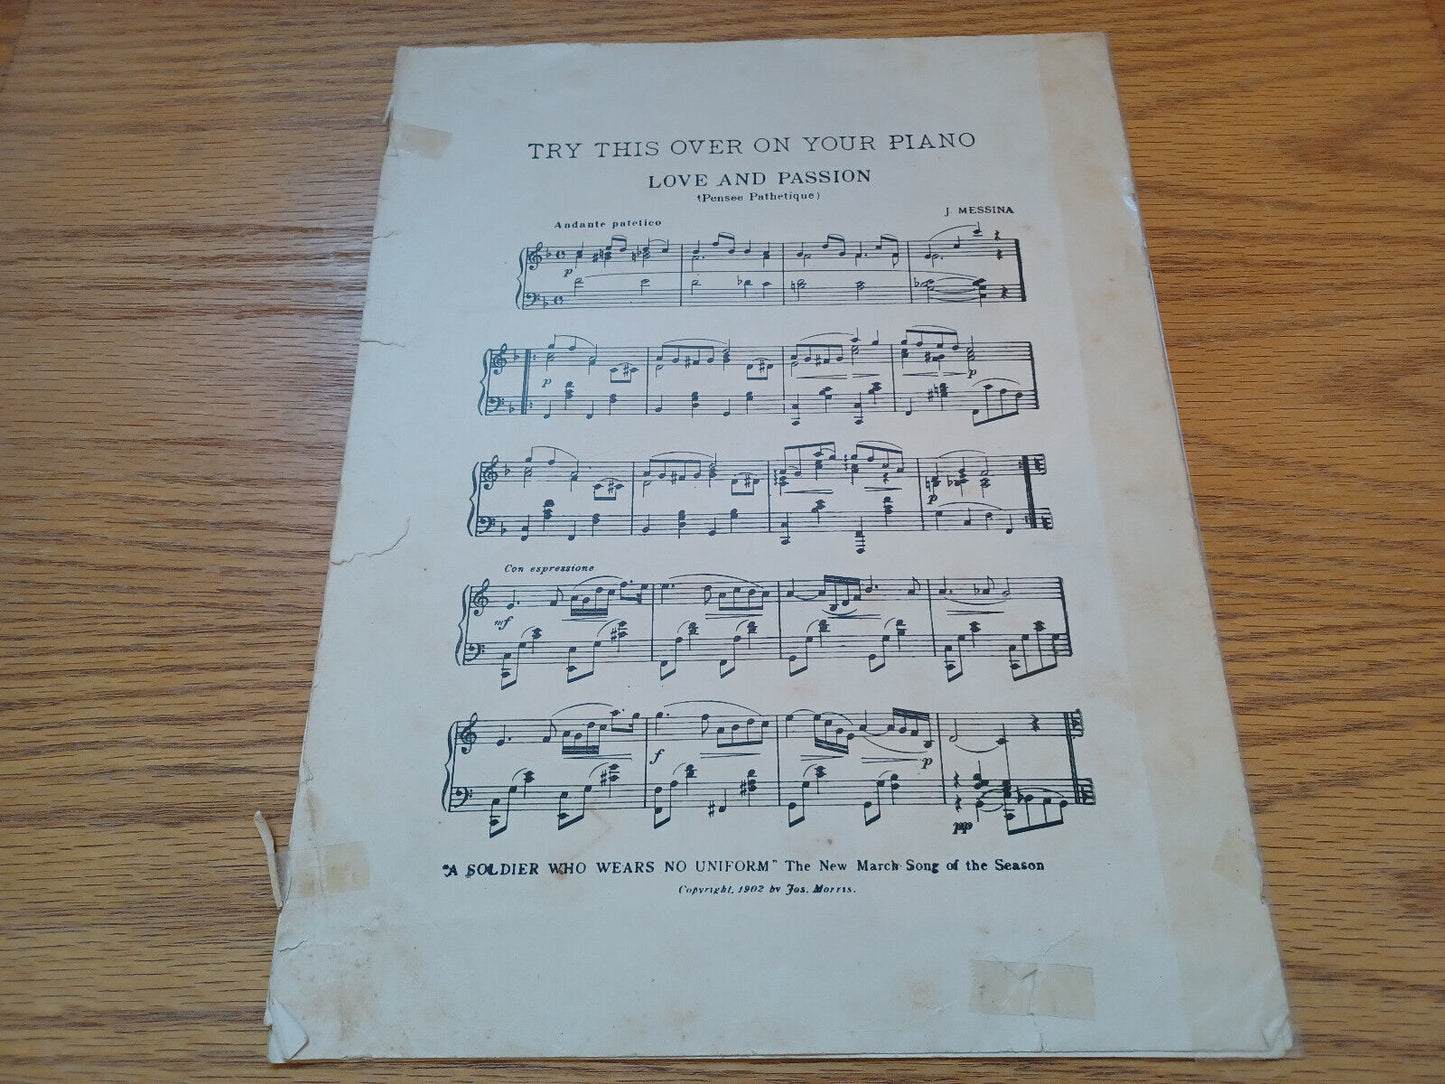 TRY THIS OVER ON YOUR PIANO
LOVE AND PASSION
(Pensee Pathetique)
J. MESSINA
Andante patetico
p
p
p
p
Con espressione
mf
f
p
ppp
"A SOLDIER WHO WEARS NO UNIFORM" The New March Song of the Season
Copyright, 1902 by Jos. Morris.